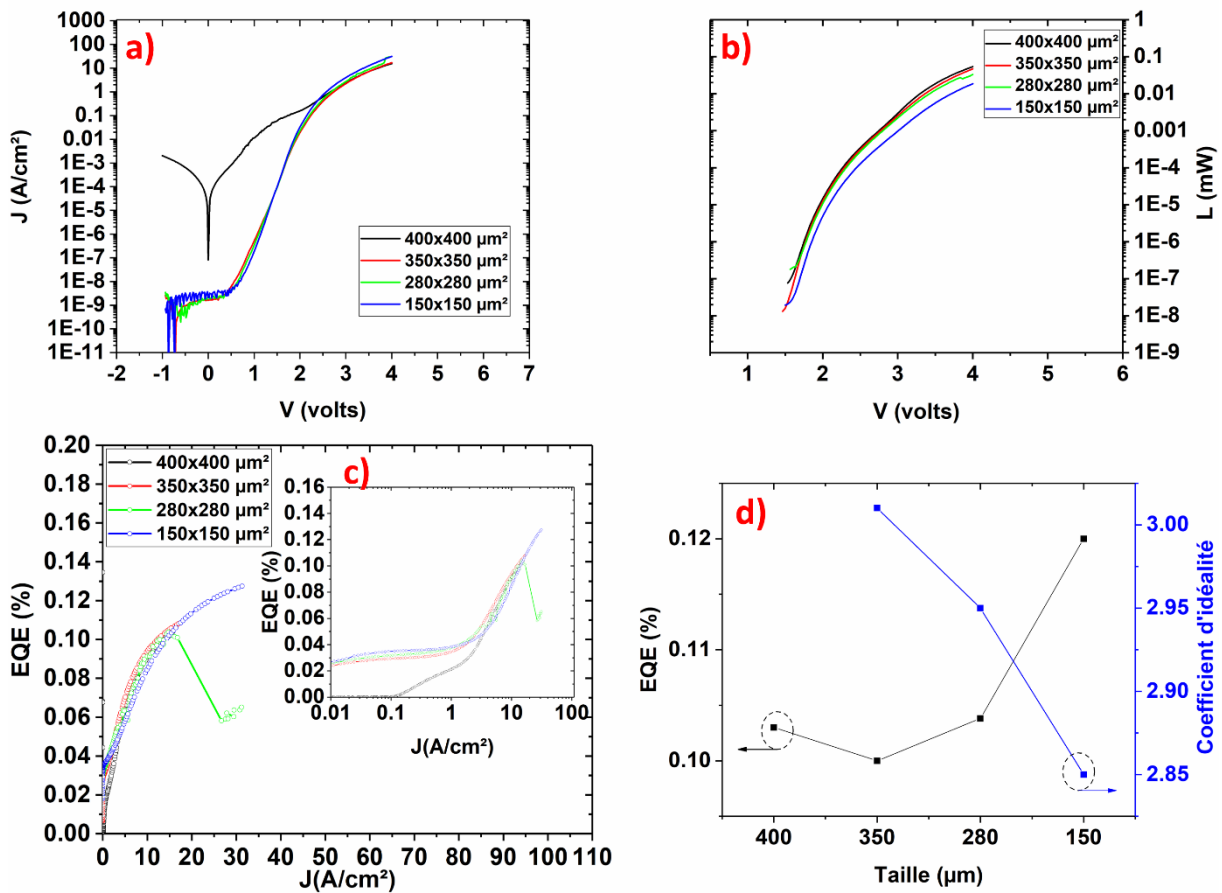 a)
1000
100
10
1
0.1
0.01
1E-3
1E-4
1E-5
1E-6
1E-7
1E-8
1E-9
1E-10
1E-11
J (A/cm²)
400x400 µm²
350x350 µm²
280x280 µm²
150x150 µm²
-2 -1 0 1 2 3 4 5 6 7
V (volts)
b)
400x400 µm²
350x350 µm²
280x280 µm²
150x150 µm²
1
0.1
0.01
0.001
1E-4
1E-5
1E-6
1E-7
1E-8
1E-9
L (mW)
1 2 3 4 5 6
V (volts)
c)
0.20
0.18
0.16
0.14
0.12
0.10
0.08
0.06
0.04
0.02
0.00
EQE (%)
400x400 µm²
350x350 µm²
280x280 µm²
150x150 µm²
0.16
0.14
0.12
0.10
0.08
0.06
0.04
0.02
0.00
EQE (%)
0.01 0.1 1 10 100
J(A/cm²)
0 10 20 30 40 50 60 70 80 90 100 110
J(A/cm²)
d)
0.12
0.11
0.10
EQE (%)
3.00
2.95
2.90
2.85
Coefficient d'idéalité
400 350 280 150
Taille (µm)